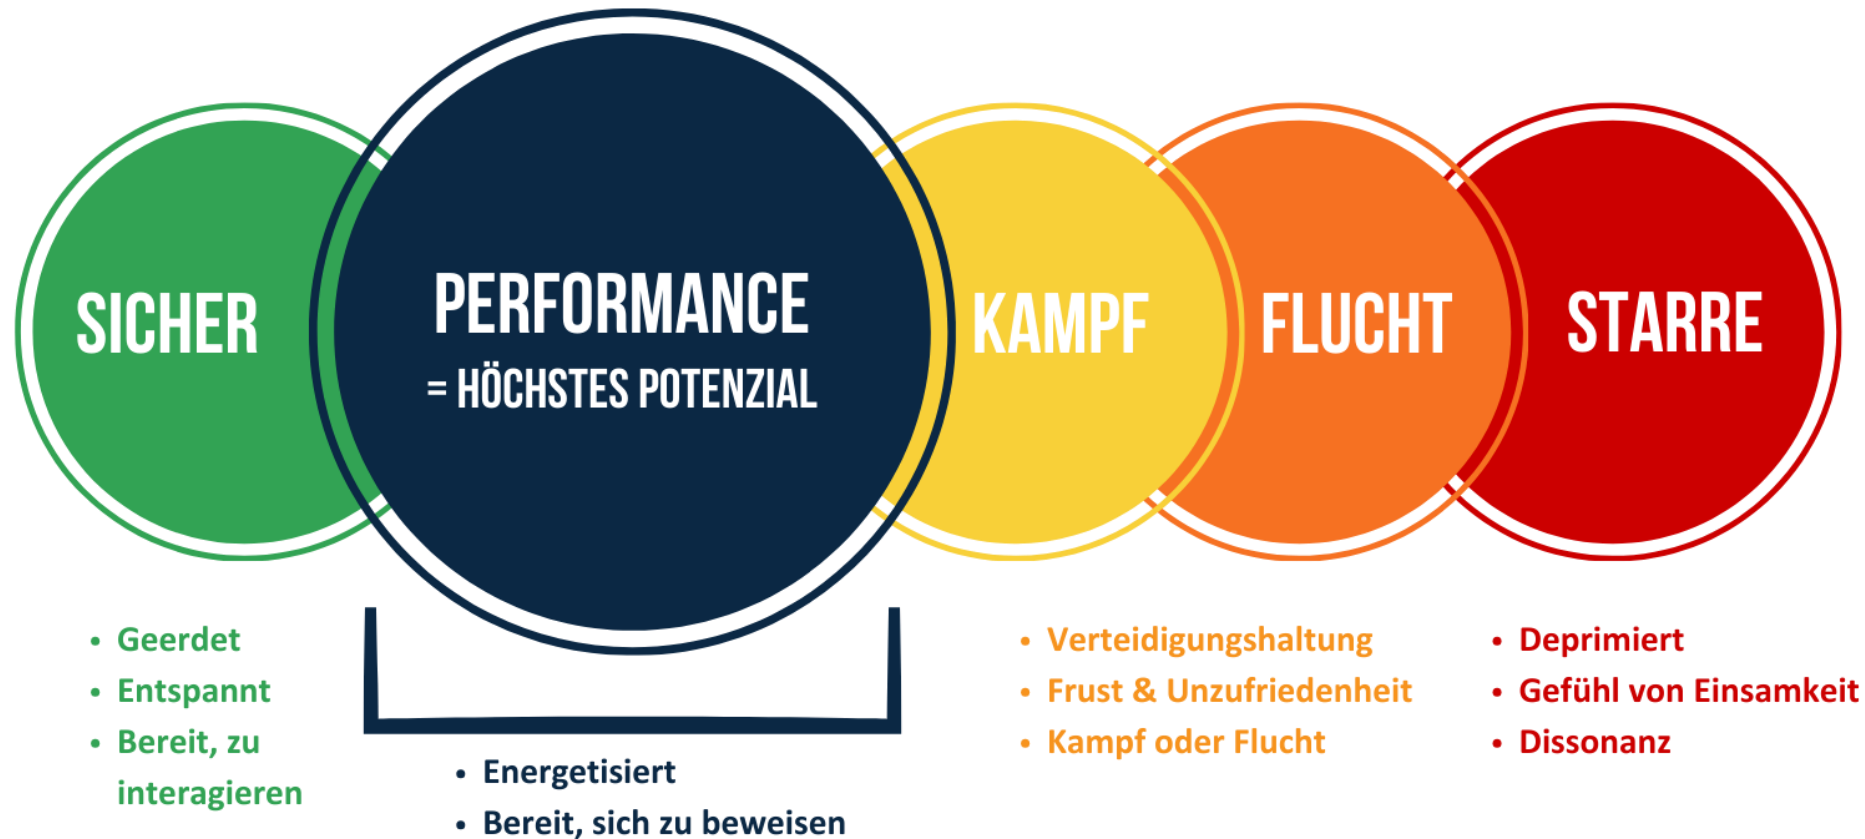 SICHER
PERFORMANCE
= HÖCHSTES POTENZIAL
KAMPF
FLUCHT
STARRE
• Geerdet
• Entspannt
• Bereit, zu
interagieren
• Energetisiert
• Bereit, sich zu beweisen
• Verteidigungshaltung
• Frust & Unzufriedenheit
• Kampf oder Flucht
• Deprimiert
• Gefühl von Einsamkeit
• Dissonanz